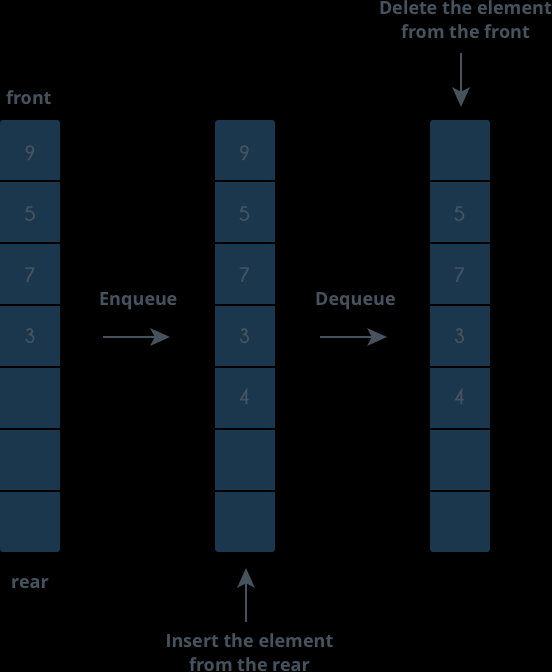 Delete the element
from the front
front
9
5
7
3
Enqueue
9
5
7
3
4
Dequeue
5
7
3
4
rear
Insert the element
from the rear